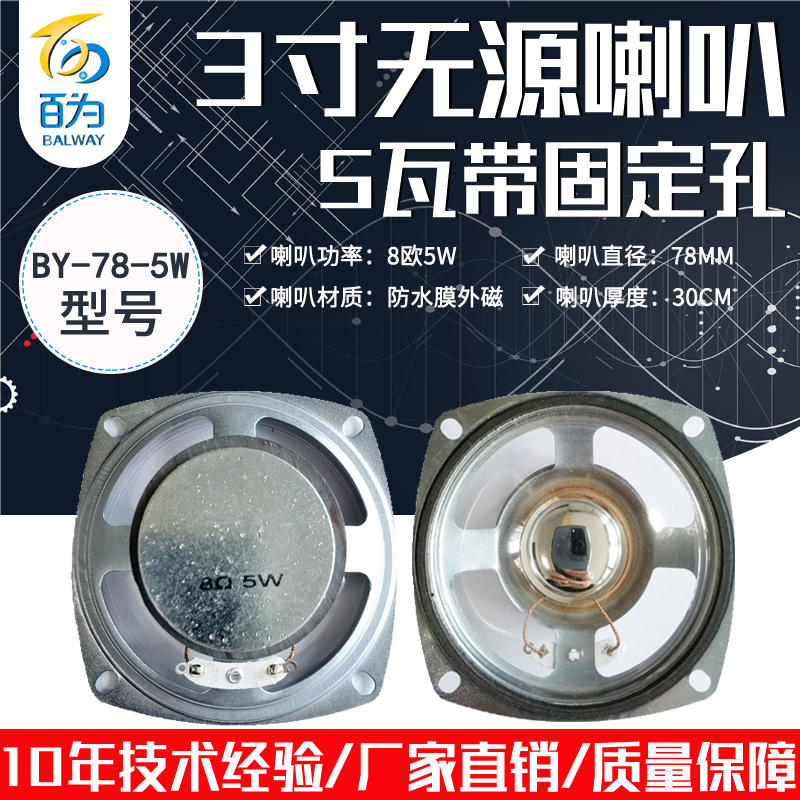 百为
BALWAY
3寸无源喇叭
5瓦带固定孔
BY-78-5W
型号
喇叭功率：8欧5W
喇叭直径：78MM
喇叭材质：防水膜外磁
喇叭厚度：30CM
8Ω 5W
10年技术经验/厂家直销/质量保障